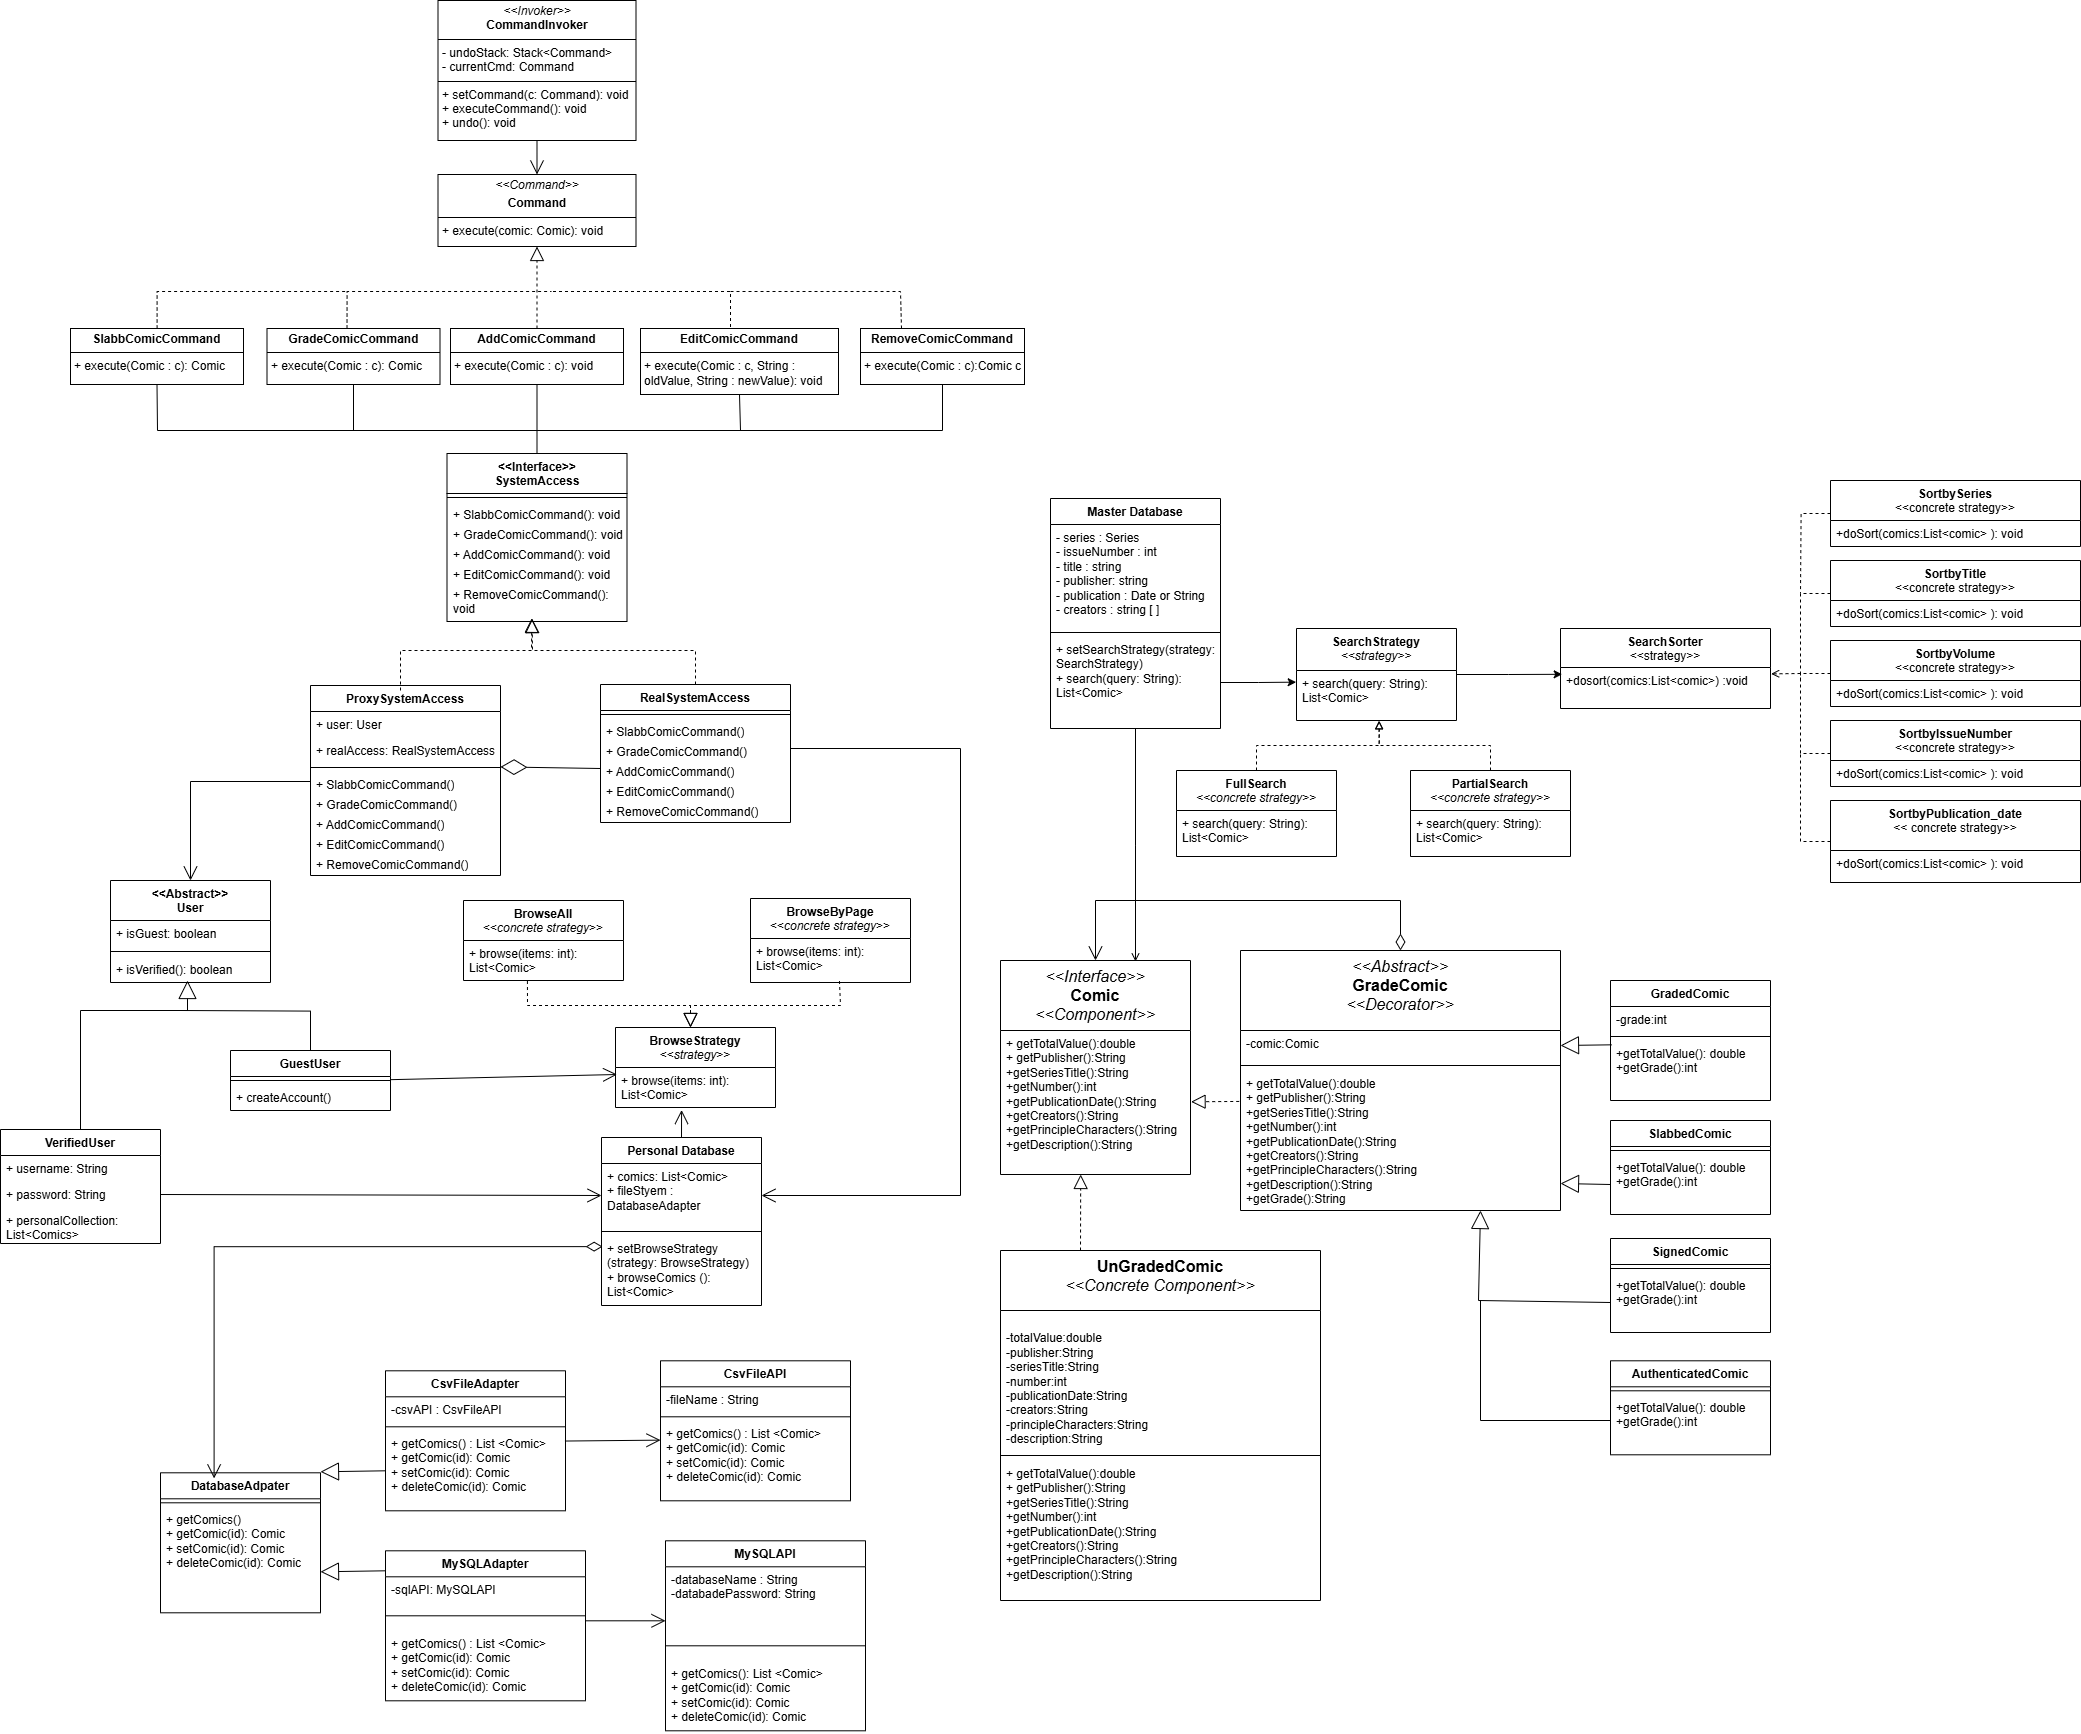 <<Invoker>>
CommandInvoker
- undoStack: Stack<Command>
- currentCmd: Command
+ setCommand(c: Command): void
+ executeCommand(): void
+ undo(): void
<<Command>>
Command
+ execute(comic: Comic): void
SlabbComicCommand
+ execute(Comic : c): Comic
GradeComicCommand
+ execute(Comic : c): Comic
AddComicCommand
+ execute(Comic : c): void
EditComicCommand
+ execute(Comic : c, String :
oldValue, String : newValue): void
RemoveComicCommand
+ execute(Comic : c):Comic c
<<Interface>>
SystemAccess
+ SlabbComicCommand(): void
+ GradeComicCommand(): void
+ AddComicCommand(): void
+ EditComicCommand(): void
+ RemoveComicCommand():
void
ProxySystemAccess
+ user: User
+ realAccess: RealSystemAccess
+ SlabbComicCommand()
+ GradeComicCommand()
+ AddComicCommand()
+ EditComicCommand()
+ RemoveComicCommand()
RealSystemAccess
+ SlabbComicCommand()
+ GradeComicCommand()
+ AddComicCommand()
+ EditComicCommand()
+ RemoveComicCommand()
Master Database
- series : Series
- issueNumber : int
- title : string
- publisher: string
- publication : Date or String
- creators : string [ ]
+ setSearchStrategy(strategy:
SearchStrategy)
+ search(query: String):
List<Comic>
SearchStrategy
<<strategy>>
+ search(query: String):
List<Comic>
SearchSorter
<<strategy>>
+dosort(comics:List<comic>) :void
SortbySeries
<<concrete strategy>>
+doSort(comics:List<comic> ): void
SortbyTitle
<<concrete strategy>>
+doSort(comics:List<comic> ): void
SortbyVolume
<<concrete strategy>>
+doSort(comics:List<comic> ): void
SortbyIssueNumber
<<concrete strategy>>
+doSort(comics:List<comic> ): void
SortbyPublication_date
<< concrete strategy>>
+doSort(comics:List<comic> ): void
FullSearch
<<concrete strategy>>
+ search(query: String):
List<Comic>
PartialSearch
<<concrete strategy>>
+ search(query: String):
List<Comic>
<<Abstract>>
User
+ isGuest: boolean
+ isVerified(): boolean
BrowseAll
<<concrete strategy>>
+ browse(items: int):
List<Comic>
BrowseByPage
<<concrete strategy>>
+ browse(items: int):
List<Comic>
GuestUser
+ createAccount()
BrowseStrategy
<<strategy>>
+ browse(items: int):
List<Comic>
VerifiedUser
+ username: String
+ password: String
+ personalCollection:
List<Comics>
Personal Database
+ comics: List<Comic>
+ fileStyem :
DatabaseAdapter
+ setBrowseStrategy
(strategy: BrowseStrategy)
+ browseComics ():
List<Comic>
<<Interface>>
Comic
<<Component>>
+ getTotalValue():double
+ getPublisher():String
+getSeriesTitle():String
+getNumber():int
+getPublicationDate():String
+getCreators():String
+getPrincipleCharacters():String
+getDescription():String
<<Abstract>>
GradeComic
<<Decorator>>
-comic:Comic
+ getTotalValue():double
+ getPublisher():String
+getSeriesTitle():String
+getNumber():int
+getPublicationDate():String
+getCreators():String
+getPrincipleCharacters():String
+getDescription():String
+getGrade():String
GradedComic
-grade:int
+getTotalValue(): double
+getGrade():int
SlabbedComic
+getTotalValue(): double
+getGrade():int
SignedComic
+getTotalValue(): double
+getGrade():int
AuthenticatedComic
+getTotalValue(): double
+getGrade():int
UnGradedComic
<<Concrete Component>>
-totalValue:double
-publisher:String
-seriesTitle:String
-number:int
-publicationDate:String
-creators:String
-principleCharacters:String
-description:String
+ getTotalValue():double
+ getPublisher():String
+getSeriesTitle():String
+getNumber():int
+getPublicationDate():String
+getCreators():String
+getPrincipleCharacters():String
+getDescription():String
CsvFileAdapter
-csvAPI : CsvFileAPI
+ getComics() : List <Comic>
+ getComic(id): Comic
+ setComic(id): Comic
+ deleteComic(id): Comic
CsvFileAPI
-fileName : String
+ getComics() : List <Comic>
+ getComic(id): Comic
+ setComic(id): Comic
+ deleteComic(id): Comic
DatabaseAdpater
+ getComics()
+ getComic(id): Comic
+ setComic(id): Comic
+ deleteComic(id): Comic
MySQLAdapter
-sqlAPI: MySQLAPI
+ getComics() : List <Comic>
+ getComic(id): Comic
+ setComic(id): Comic
+ deleteComic(id): Comic
MySQLAPI
-databaseName : String
-databadePassword: String
+ getComics(): List <Comic>
+ getComic(id): Comic
+ setComic(id): Comic
+ deleteComic(id): Comic